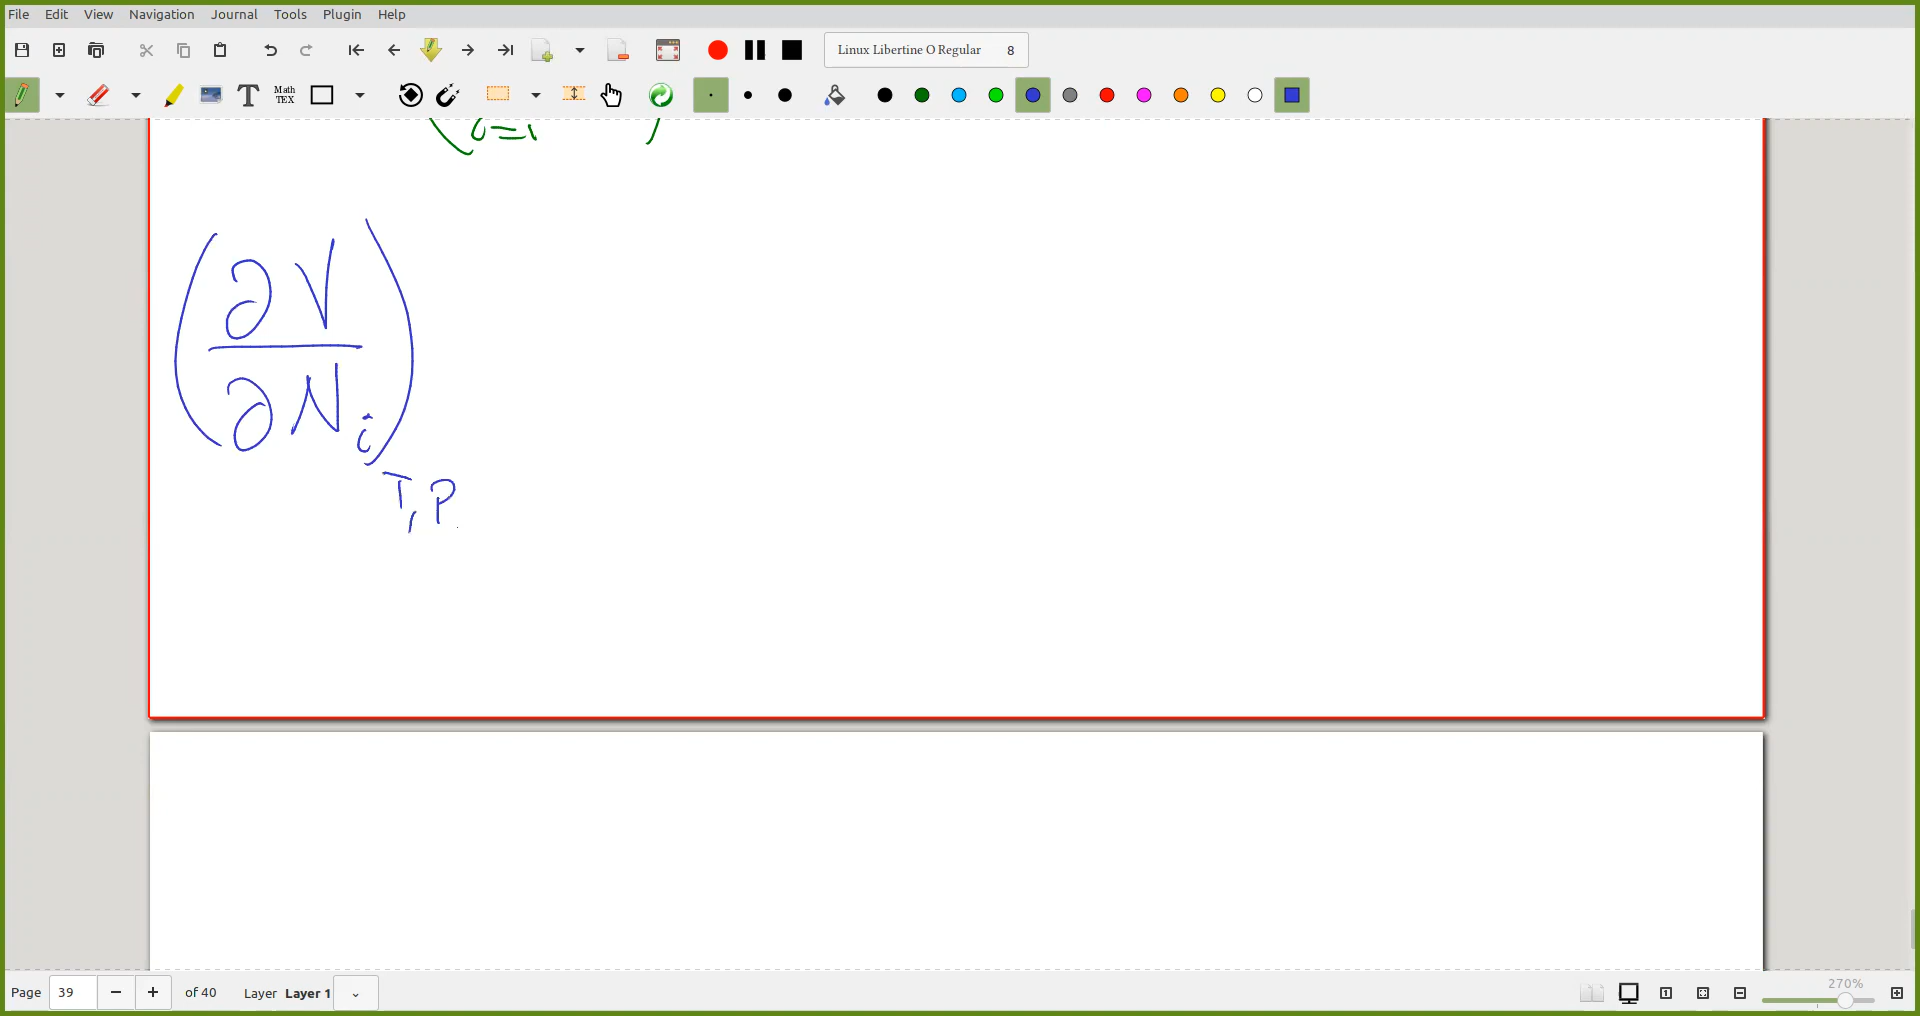 File Edit View Navigation Journal Tools Plugin Help
Linux Libertine O Regular 8
T Math TEX
i=1
(∂V/∂N_i)_{T,P
Page 39 of 40 Layer Layer 1 270%